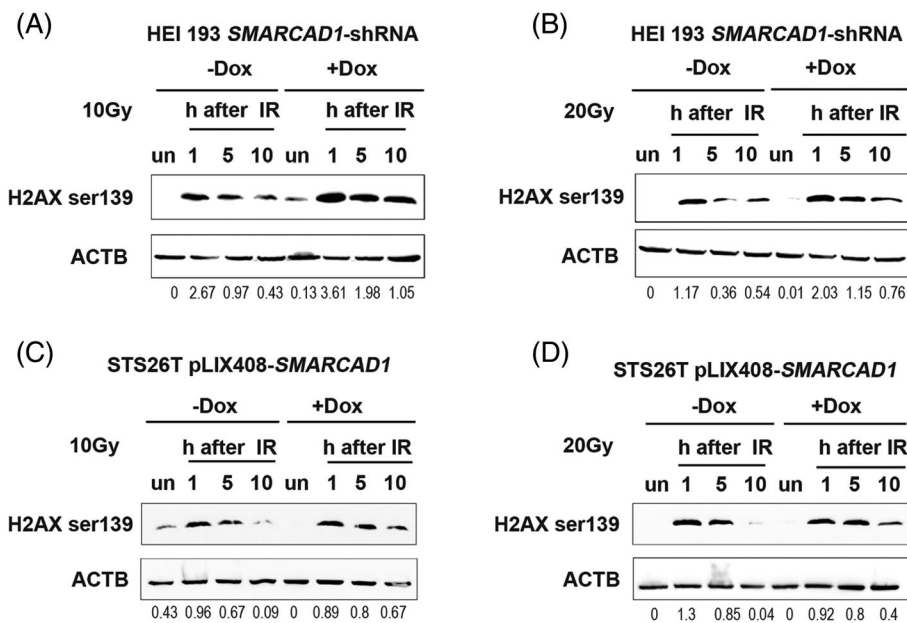 (A)
HEI 193 SMARCAD1-shRNA
-Dox +Dox
10Gy h after IR h after IR
un 1 5 10 un 1 5 10
H2AX ser139
ACTB
0 2.67 0.97 0.43 0.13 3.61 1.98 1.05
(B)
HEI 193 SMARCAD1-shRNA
-Dox +Dox
20Gy h after IR h after IR
un 1 5 10 un 1 5 10
H2AX ser139
ACTB
0 1.17 0.36 0.54 0.01 2.03 1.15 0.76
(C)
STS26T pLIX408-SMARCAD1
-Dox +Dox
10Gy h after IR h after IR
un 1 5 10 un 1 5 10
H2AX ser139
ACTB
0.43 0.96 0.67 0.09 0 0.89 0.8 0.67
(D)
STS26T pLIX408-SMARCAD1
-Dox +Dox
20Gy h after IR h after IR
un 1 5 10 un 1 5 10
H2AX ser139
ACTB
0 1.3 0.85 0.04 0 0.92 0.8 0.4